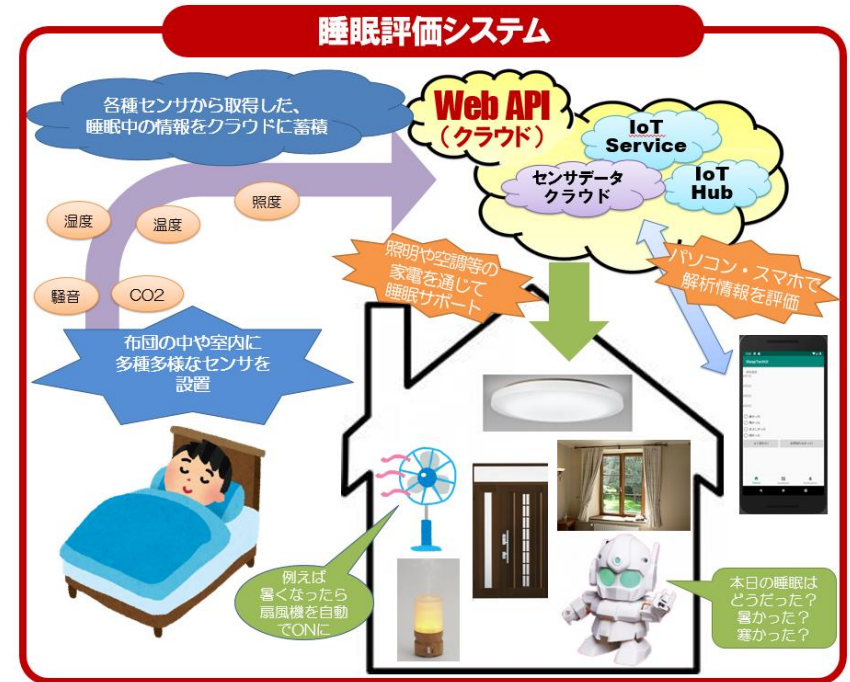 睡眠評価システム
各種センサから取得した、
睡眠中の情報をクラウドに蓄積
Web API
(クラウド)
IoT
Service
センサデータ
クラウド
IoT
Hub
湿度
温度
照度
騒音
CO2
照明や空調等の
家電を通じて
睡眠サポート
パソコン・スマホで
解析情報を評価
布団の中や室内に
多種多様なセンサを
設置
例えば
暑くなったら
扇風機を自動
でONに
本日の睡眠は
どうだった?
暑かった?
寒かった?